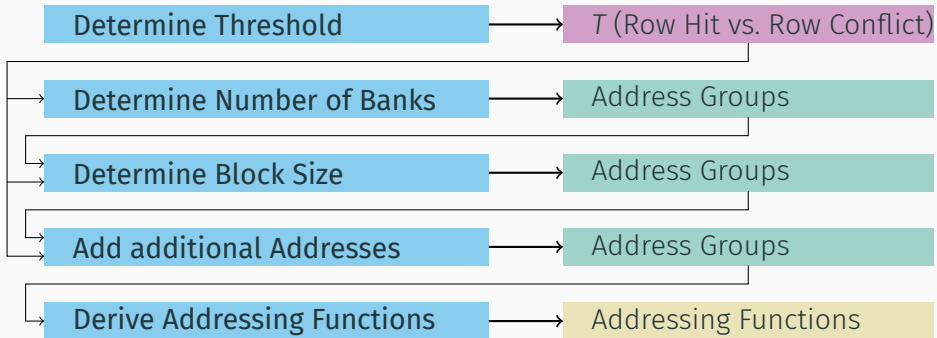 Determine Threshold
T (Row Hit vs. Row Conflict)
Determine Number of Banks
Address Groups
Determine Block Size
Address Groups
Add additional Addresses
Address Groups
Derive Addressing Functions
Addressing Functions